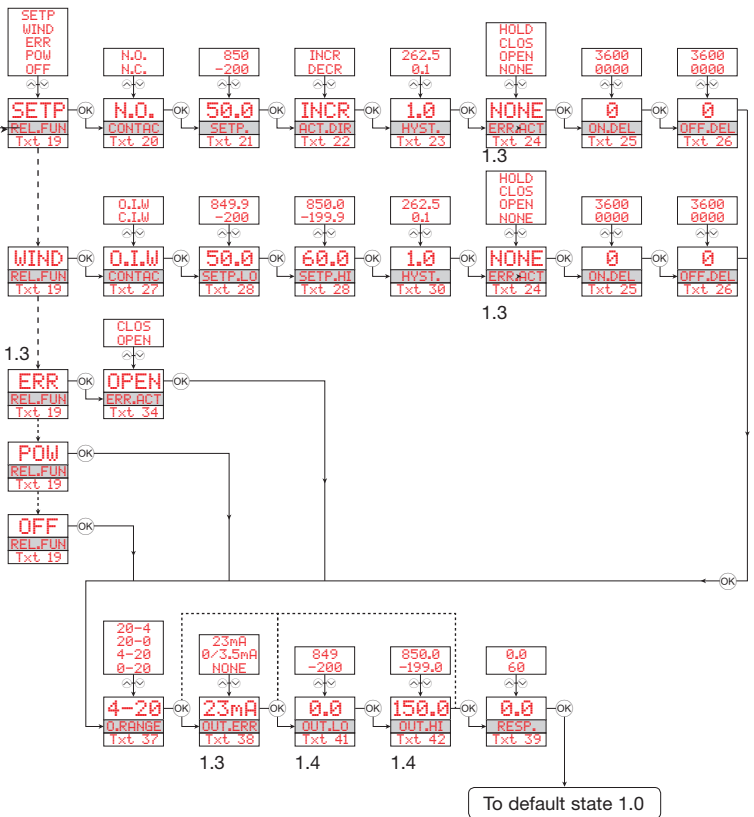 SETP
WIND
ERR
POW
OFF
N.O.
N.C.
850
-200
INCR
DECR
262.5
0.1
HOLD
CLOS
OPEN
NONE
3600
0000
3600
0000
SETP
REL.FUN
Txt 19
OK
N.O.
CONTAC
Txt 20
OK
50.0
SETP.
Txt 21
OK
INCR
ACT.DIR
Txt 22
OK
1.0
HYST.
Txt 23
OK
NONE
ERR.ACT
Txt 24
OK
0
ON.DEL
Txt 25
OK
0
OFF.DEL
Txt 26
1.3
O.I.W
C.I.W
849.9
-200
850.0
-199.9
262.5
0.1
HOLD
CLOS
OPEN
NONE
3600
0000
3600
0000
WIND
REL.FUN
Txt 19
OK
O.I.W
CONTAC
Txt 27
OK
50.0
SETP.LO
Txt 28
OK
60.0
SETP.HI
Txt 28
OK
1.0
HYST.
Txt 30
OK
NONE
ERR.ACT
Txt 24
OK
0
ON.DEL
Txt 25
OK
0
OFF.DEL
Txt 26
1.3
1.3
CLOS
OPEN
ERR
REL.FUN
Txt 19
OK
OPEN
ERR.ACT
Txt 34
OK
POW
REL.FUN
Txt 19
OK
OFF
REL.FUN
Txt 19
OK
OK
20-4
20-0
4-20
0-20
23mA
0/3.5mA
NONE
849
-200
850.0
-199.0
0.0
60
4-20
O.RANGE
Txt 37
OK
23mA
OUT.ERR
Txt 38
OK
0.0
OUT.LO
Txt 41
OK
150.0
OUT.HI
Txt 42
OK
0.0
RESP.
Txt 39
OK
1.3
1.4
1.4
To default state 1.0